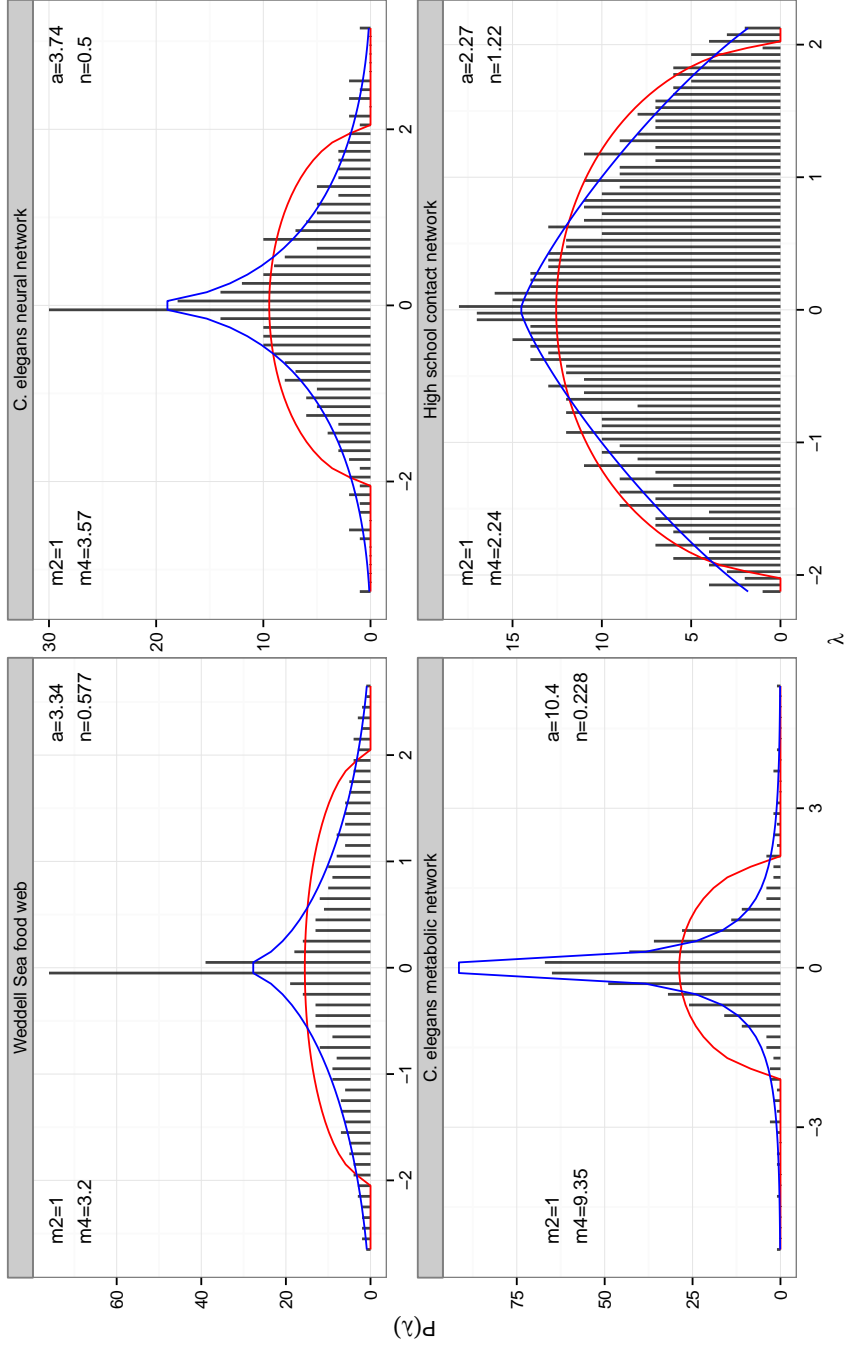 Weddell Sea food web
m2=1
m4=3.2
a=3.34
n=0.577
0
20
40
60
−2
−1
0
1
2
C. elegans neural network
m2=1
m4=3.57
a=3.74
n=0.5
0
10
20
30
−2
0
2
C. elegans metabolic network
m2=1
m4=9.35
a=10.4
n=0.228
0
25
50
75
−3
0
3
High school contact network
m2=1
m4=2.24
a=2.27
n=1.22
0
5
10
15
−2
−1
0
1
2
P(λ)
λ